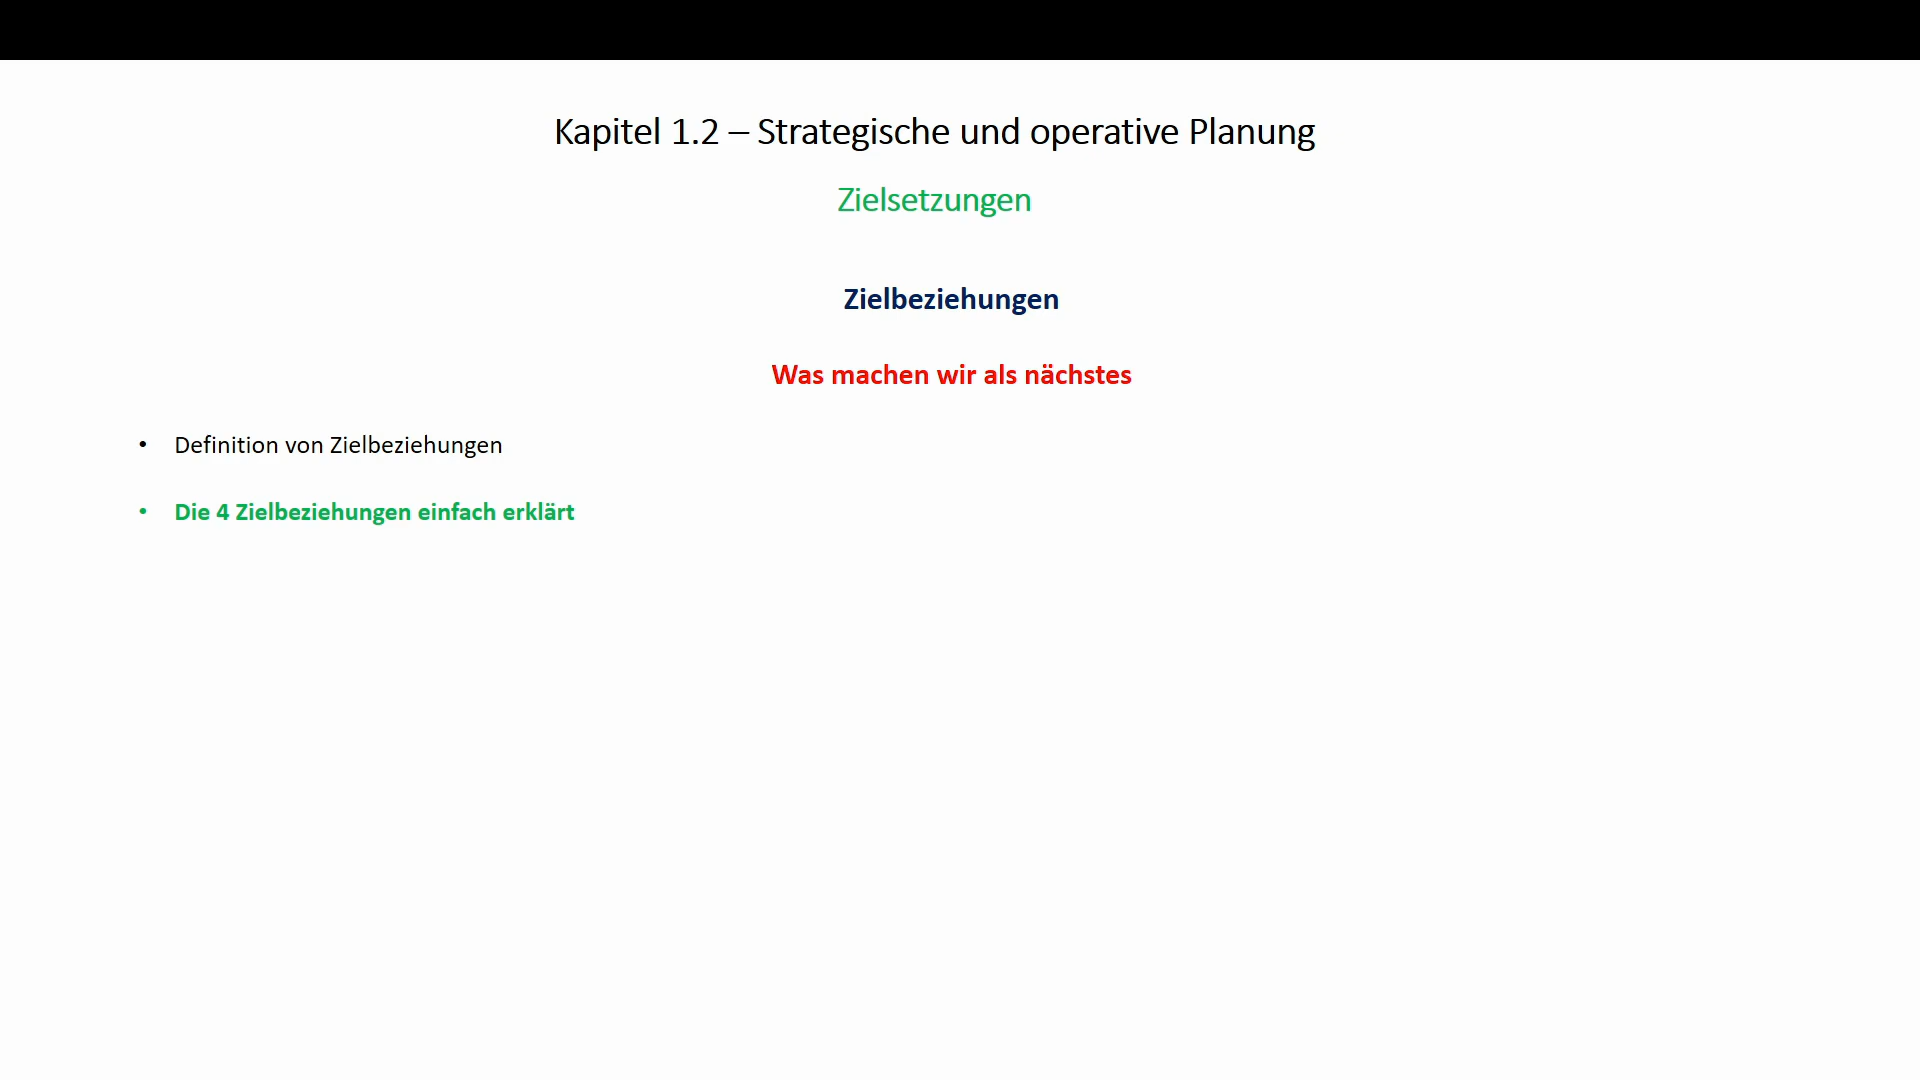 Kapitel 1.2 – Strategische und operative Planung
Zielsetzungen
Zielbeziehungen
Was machen wir als nächstes
• Definition von Zielbeziehungen
• Die 4 Zielbeziehungen einfach erklärt